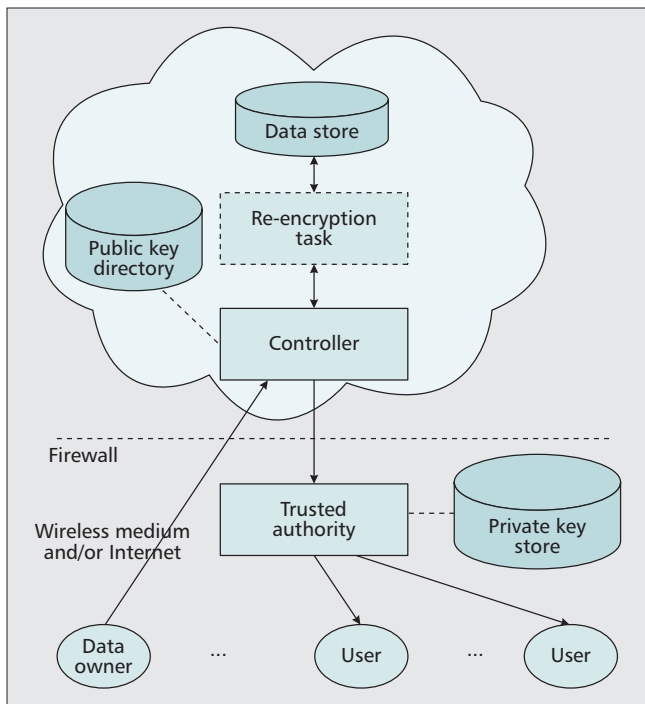 Data store
Re-encryption
task
Public key
directory
Controller
Firewall
Trusted
authority
Private key
store
Wireless medium
and/or Internet
Data
owner
...
User
...
User